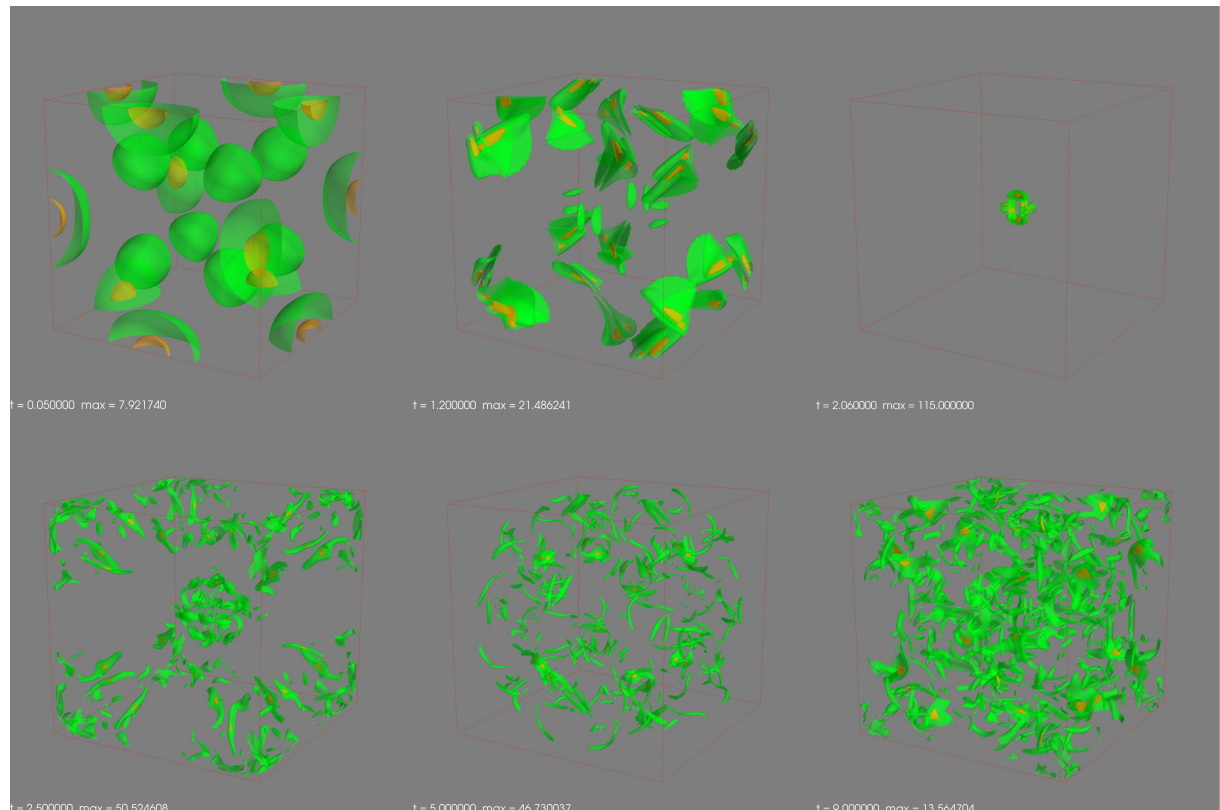 t = 0.050000 max = 7.921740
t = 1.200000 max = 21.486241
t = 2.060000 max = 115.000000
t = 2.500000 max = 50.524608
t = 5.000000 max = 46.730037
t = 9.000000 max = 13.564704